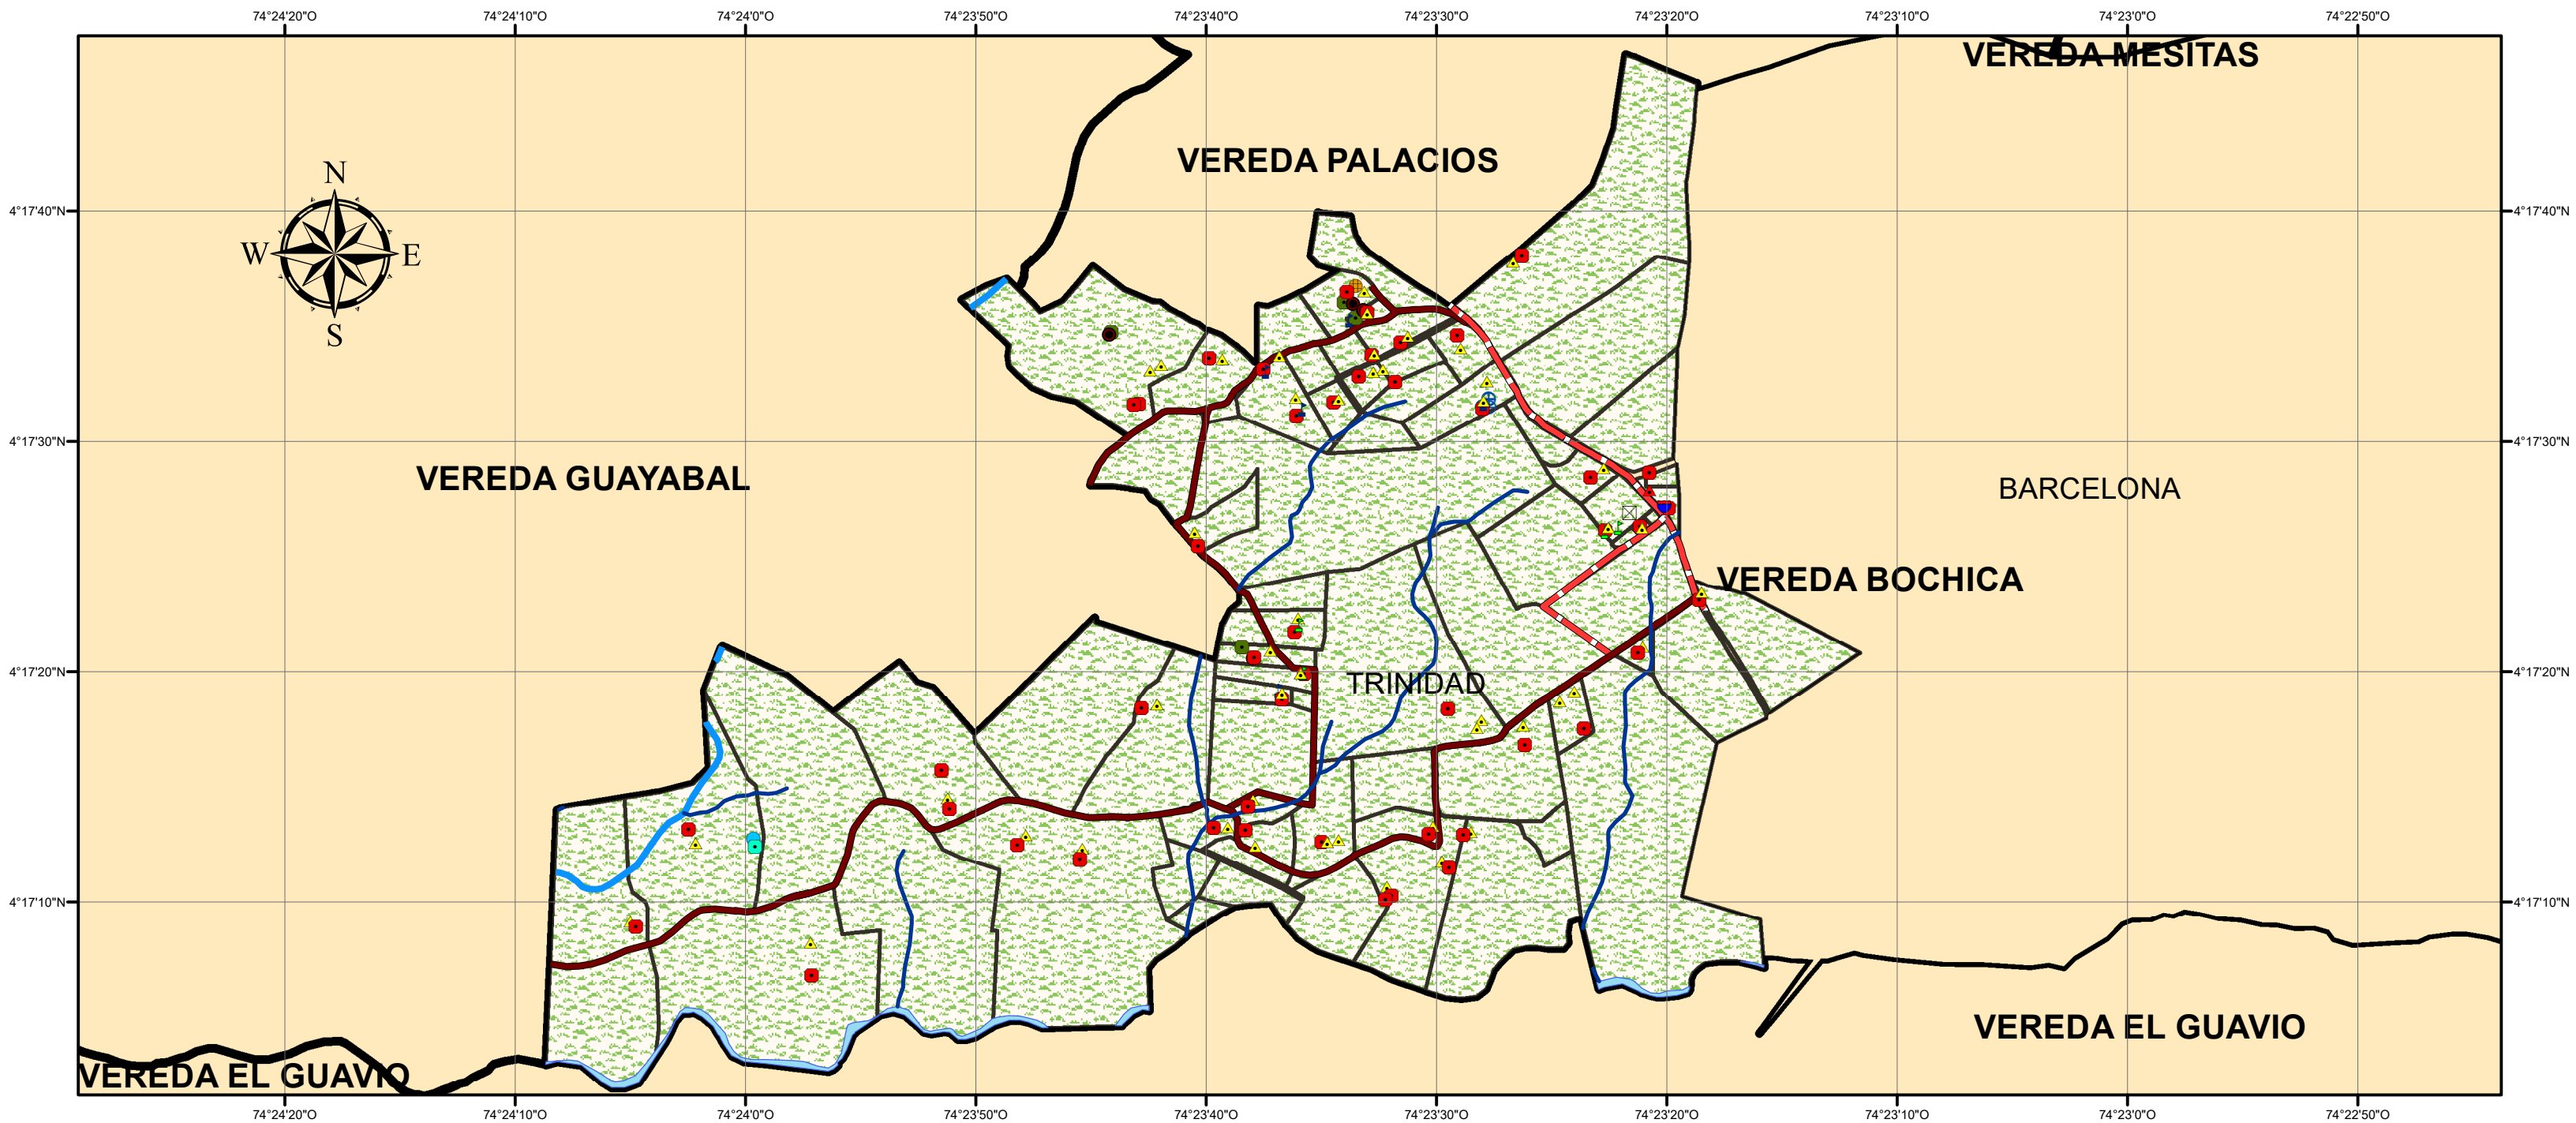 74°24'20"O 74°24'10"O 74°24'0"O 74°23'50"O 74°23'40"O 74°23'30"O 74°23'20"O 74°23'10"O 74°23'0"O 74°22'50"O
VEREDA MESITAS
VEREDA PALACIOS
N
4°17'40"N 4°17'40"N
W E
S
4°17'30"N 4°17'30"N
VEREDA GUAYABAL
BARCELONA
VEREDA BOCHICA
4°17'20"N 4°17'20"N
TRINIDAD
4°17'10"N 4°17'10"N
VEREDA EL GUAVIO
VEREDA EL GUAVIO
74°24'20"O 74°24'10"O 74°24'0"O 74°23'50"O 74°23'40"O 74°23'30"O 74°23'20"O 74°23'10"O 74°23'0"O 74°22'50"O